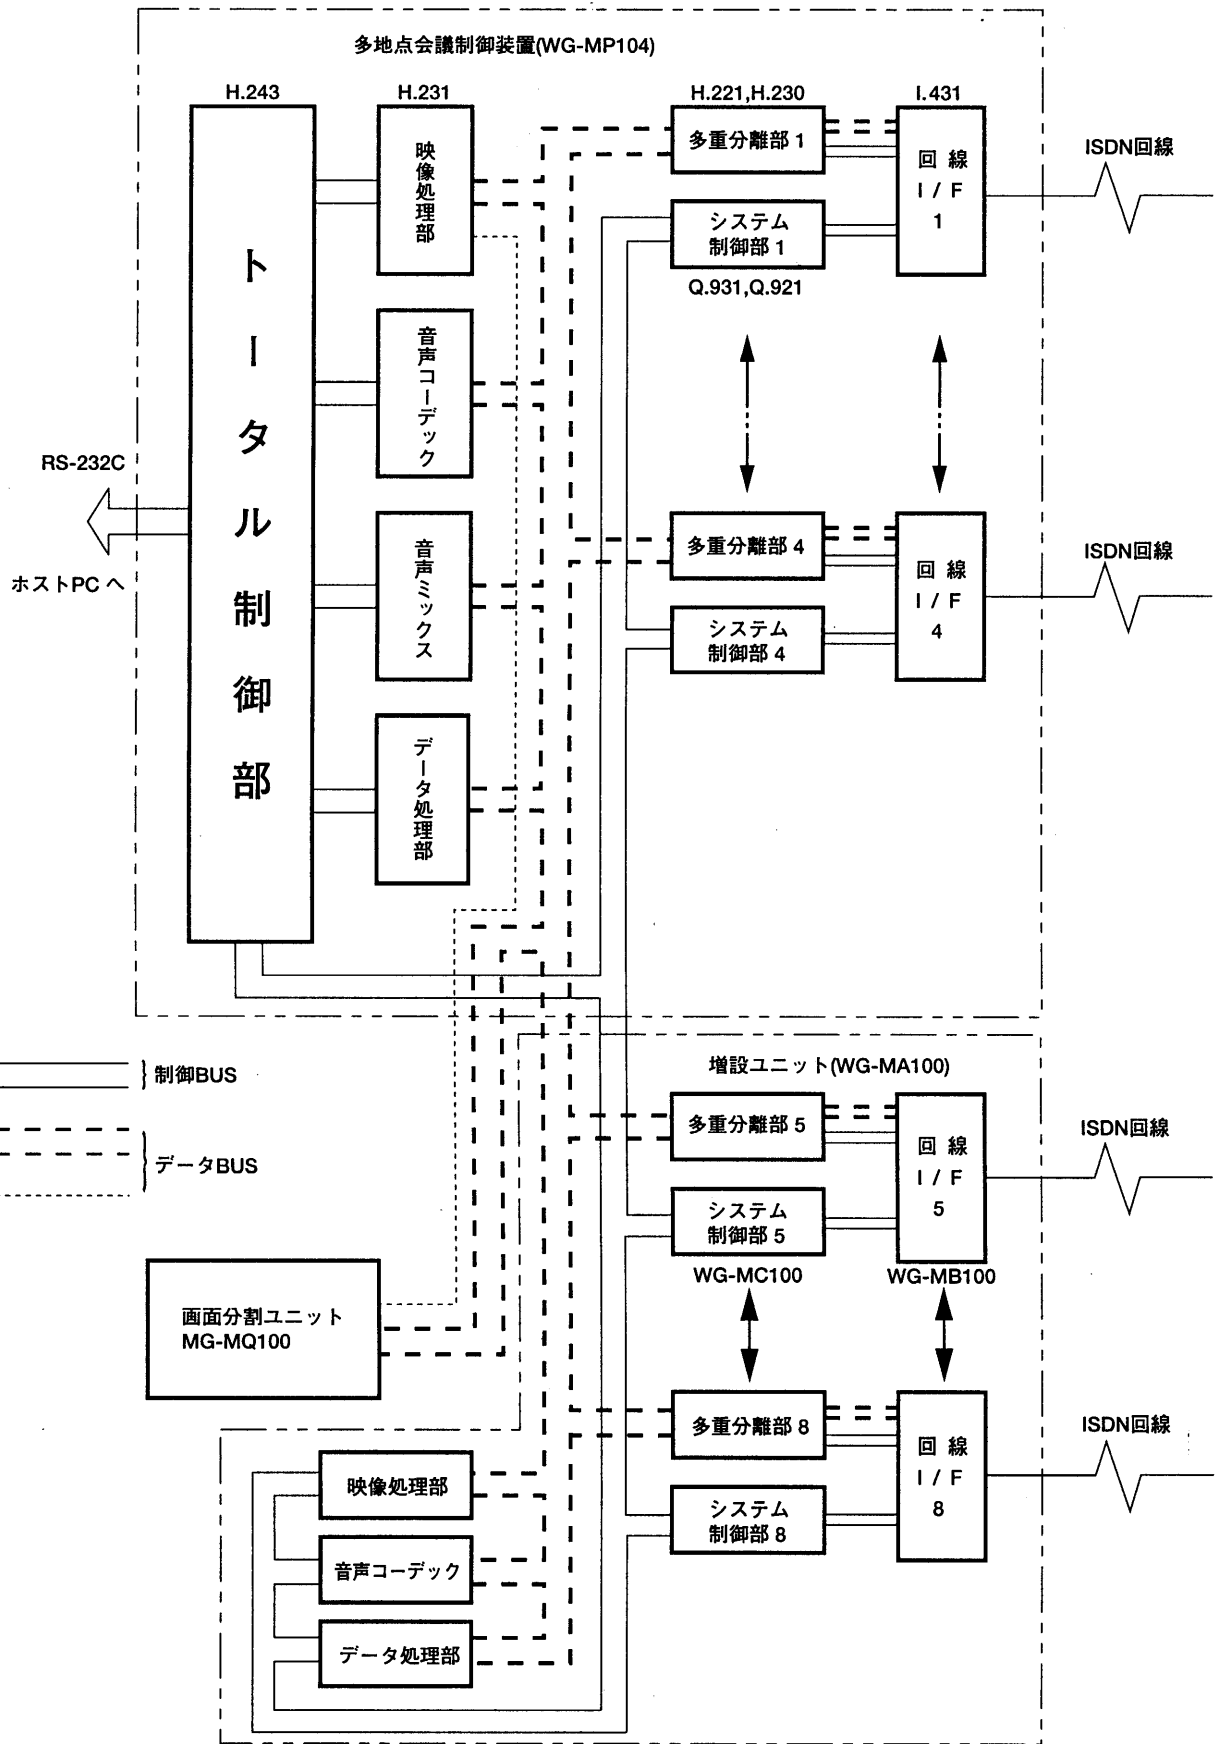 多地点会議制御装置(WG-MP104)
H.243
H.231
H.221,H.230
I.431
トータル制御部
映像処理部
多重分離部 1
回線
I / F
1
ISDN回線
システム
制御部 1
Q.931,Q.921
音声コーデック
RS-232C
ホストPC へ
音声ミックス
多重分離部 4
回線
I / F
4
ISDN回線
システム
制御部 4
データ処理部
制御BUS
データBUS
増設ユニット(WG-MA100)
多重分離部 5
回線
I / F
5
ISDN回線
システム
制御部 5
WG-MC100
WG-MB100
画面分割ユニット
MG-MQ100
多重分離部 8
回線
I / F
8
ISDN回線
システム
制御部 8
映像処理部
音声コーデック
データ処理部